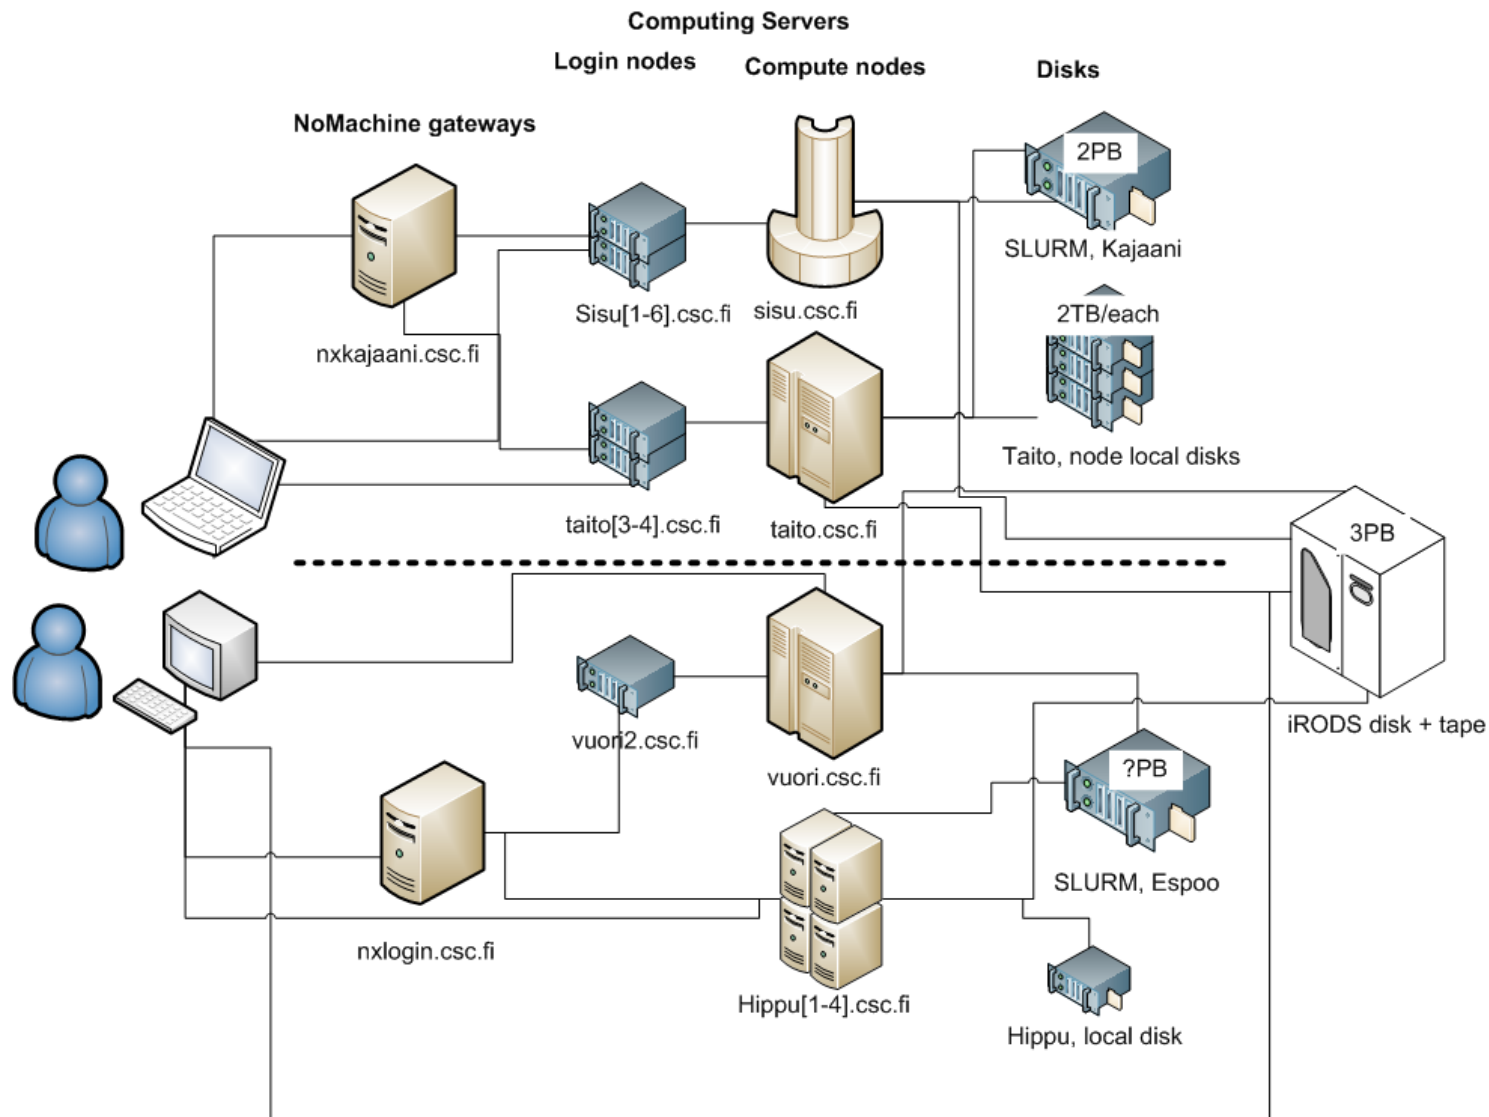 Computing Servers
Login nodes
Compute nodes
Disks
NoMachine gateways
2PB
SLURM, Kajaani
Sisu[1-6].csc.fi
sisu.csc.fi
2TB/each
nxkajaani.csc.fi
Taito, node local disks
taito[3-4].csc.fi
taito.csc.fi
3PB
iRODS disk + tape
vuori2.csc.fi
vuori.csc.fi
?PB
SLURM, Espoo
nxlogin.csc.fi
Hippu[1-4].csc.fi
Hippu, local disk